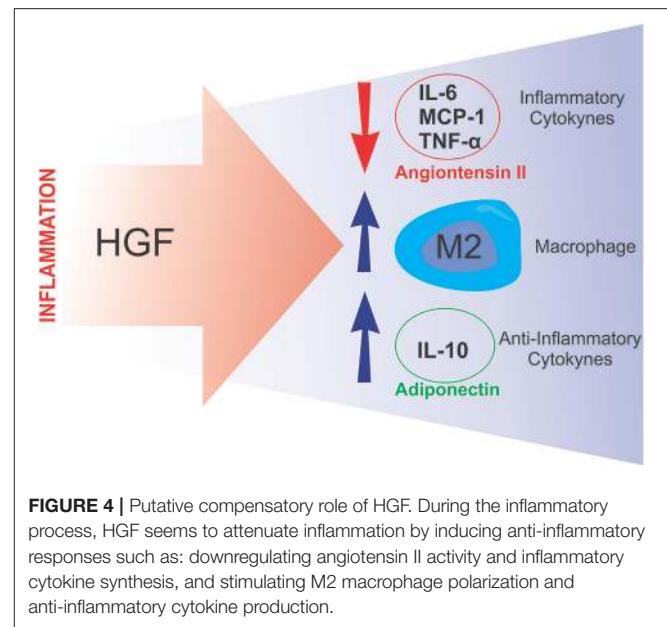 INFLAMMATION
HGF
IL-6
MCP-1
TNF-α
Angiontensin II
Inflammatory
Cytokynes
M2
Macrophage
IL-10
Adiponectin
Anti-Inflammatory
Cytokynes
FIGURE 4 | Putative compensatory role of HGF. During the inflammatory
process, HGF seems to attenuate inflammation by inducing anti-inflammatory
responses such as: downregulating angiotensin II activity and inflammatory
cytokine synthesis, and stimulating M2 macrophage polarization and
anti-inflammatory cytokine production.